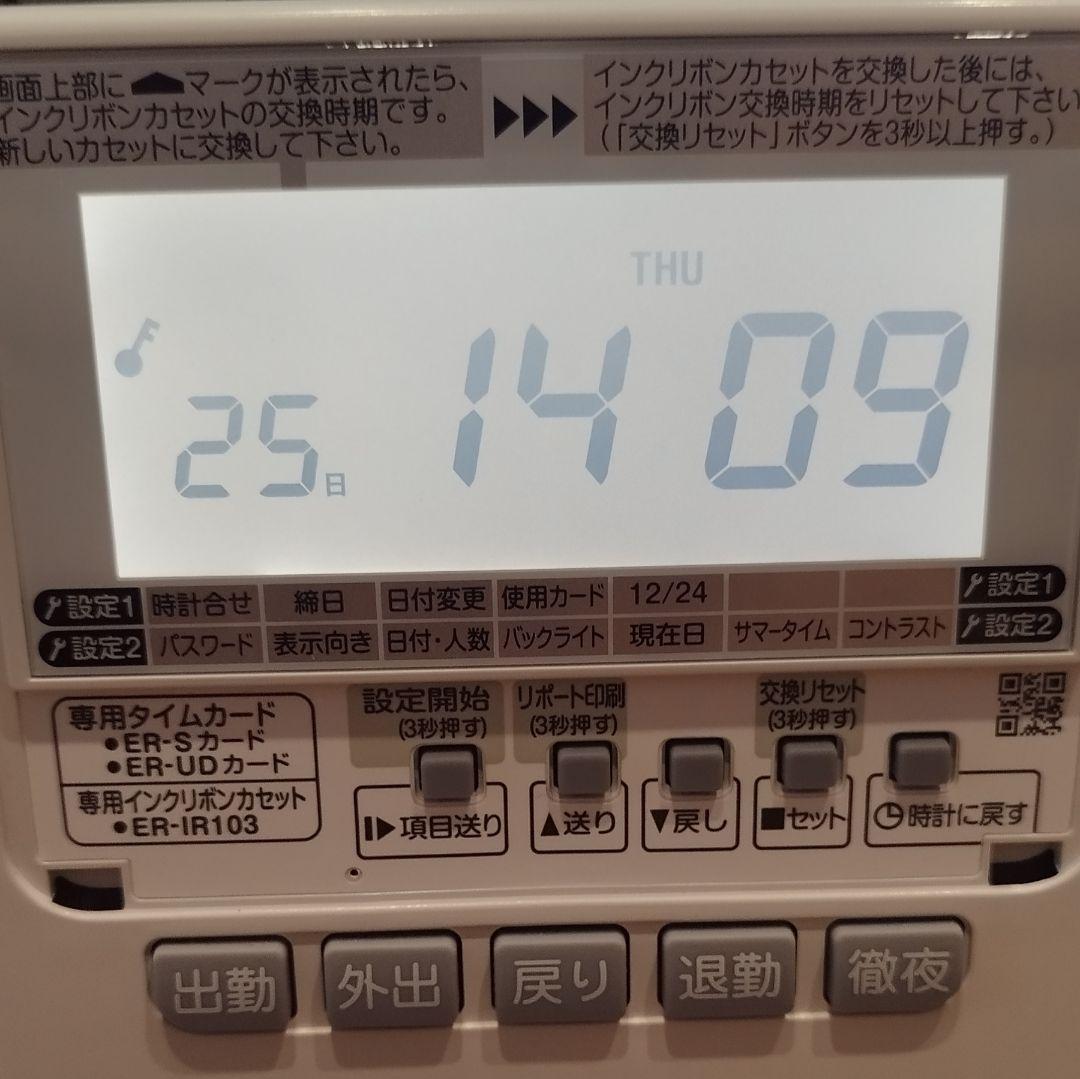 画面上部に マークが表示されたら、
インクリボンカセットの交換時期です。
新しいカセットに交換して下さい。
インクリボンカセットを交換した後には、
インクリボン交換時期をリセットして下さい
(「交換リセット」ボタンを3秒以上押す。)
THU
25日 14 09
設定1 時計合せ 締日 日付変更 使用カード 12/24 設定1
設定2 パスワード 表示向き 日付・人数 バックライト 現在日 サマータイム コントラスト 設定2
専用タイムカード
●ER-Sカード
●ER-UDカード
専用インクリボンカセット
●ER-IR103
設定開始
(3秒押す)
リポート印刷
(3秒押す)
交換リセット
(3秒押す)
項目送り ▲送り ▼戻し ■セット 時計に戻す
出勤 外出 戻り 退勤 徹夜